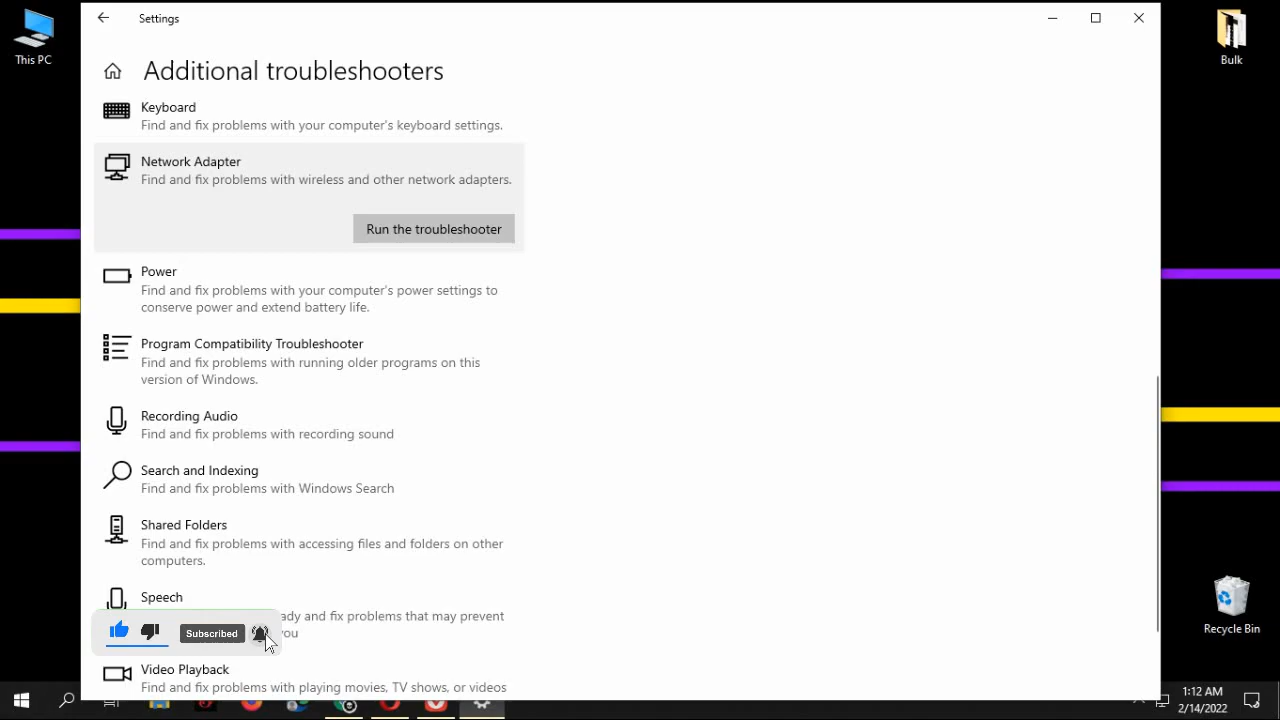 This PC
Settings
Bulk
Additional troubleshooters
Keyboard
Find and fix problems with your computer's keyboard settings.
Network Adapter
Find and fix problems with wireless and other network adapters.
Run the troubleshooter
Power
Find and fix problems with your computer's power settings to
conserve power and extend battery life.
Program Compatibility Troubleshooter
Find and fix problems with running older programs on this
version of Windows.
Recording Audio
Find and fix problems with recording sound
Search and Indexing
Find and fix problems with Windows Search
Shared Folders
Find and fix problems with accessing files and folders on other
computers.
Speech
ady and fix problems that may prevent
Subscribed
you
Recycle Bin
Video Playback
Find and fix problems with playing movies, TV shows, or videos
1:12 AM
2/14/2022